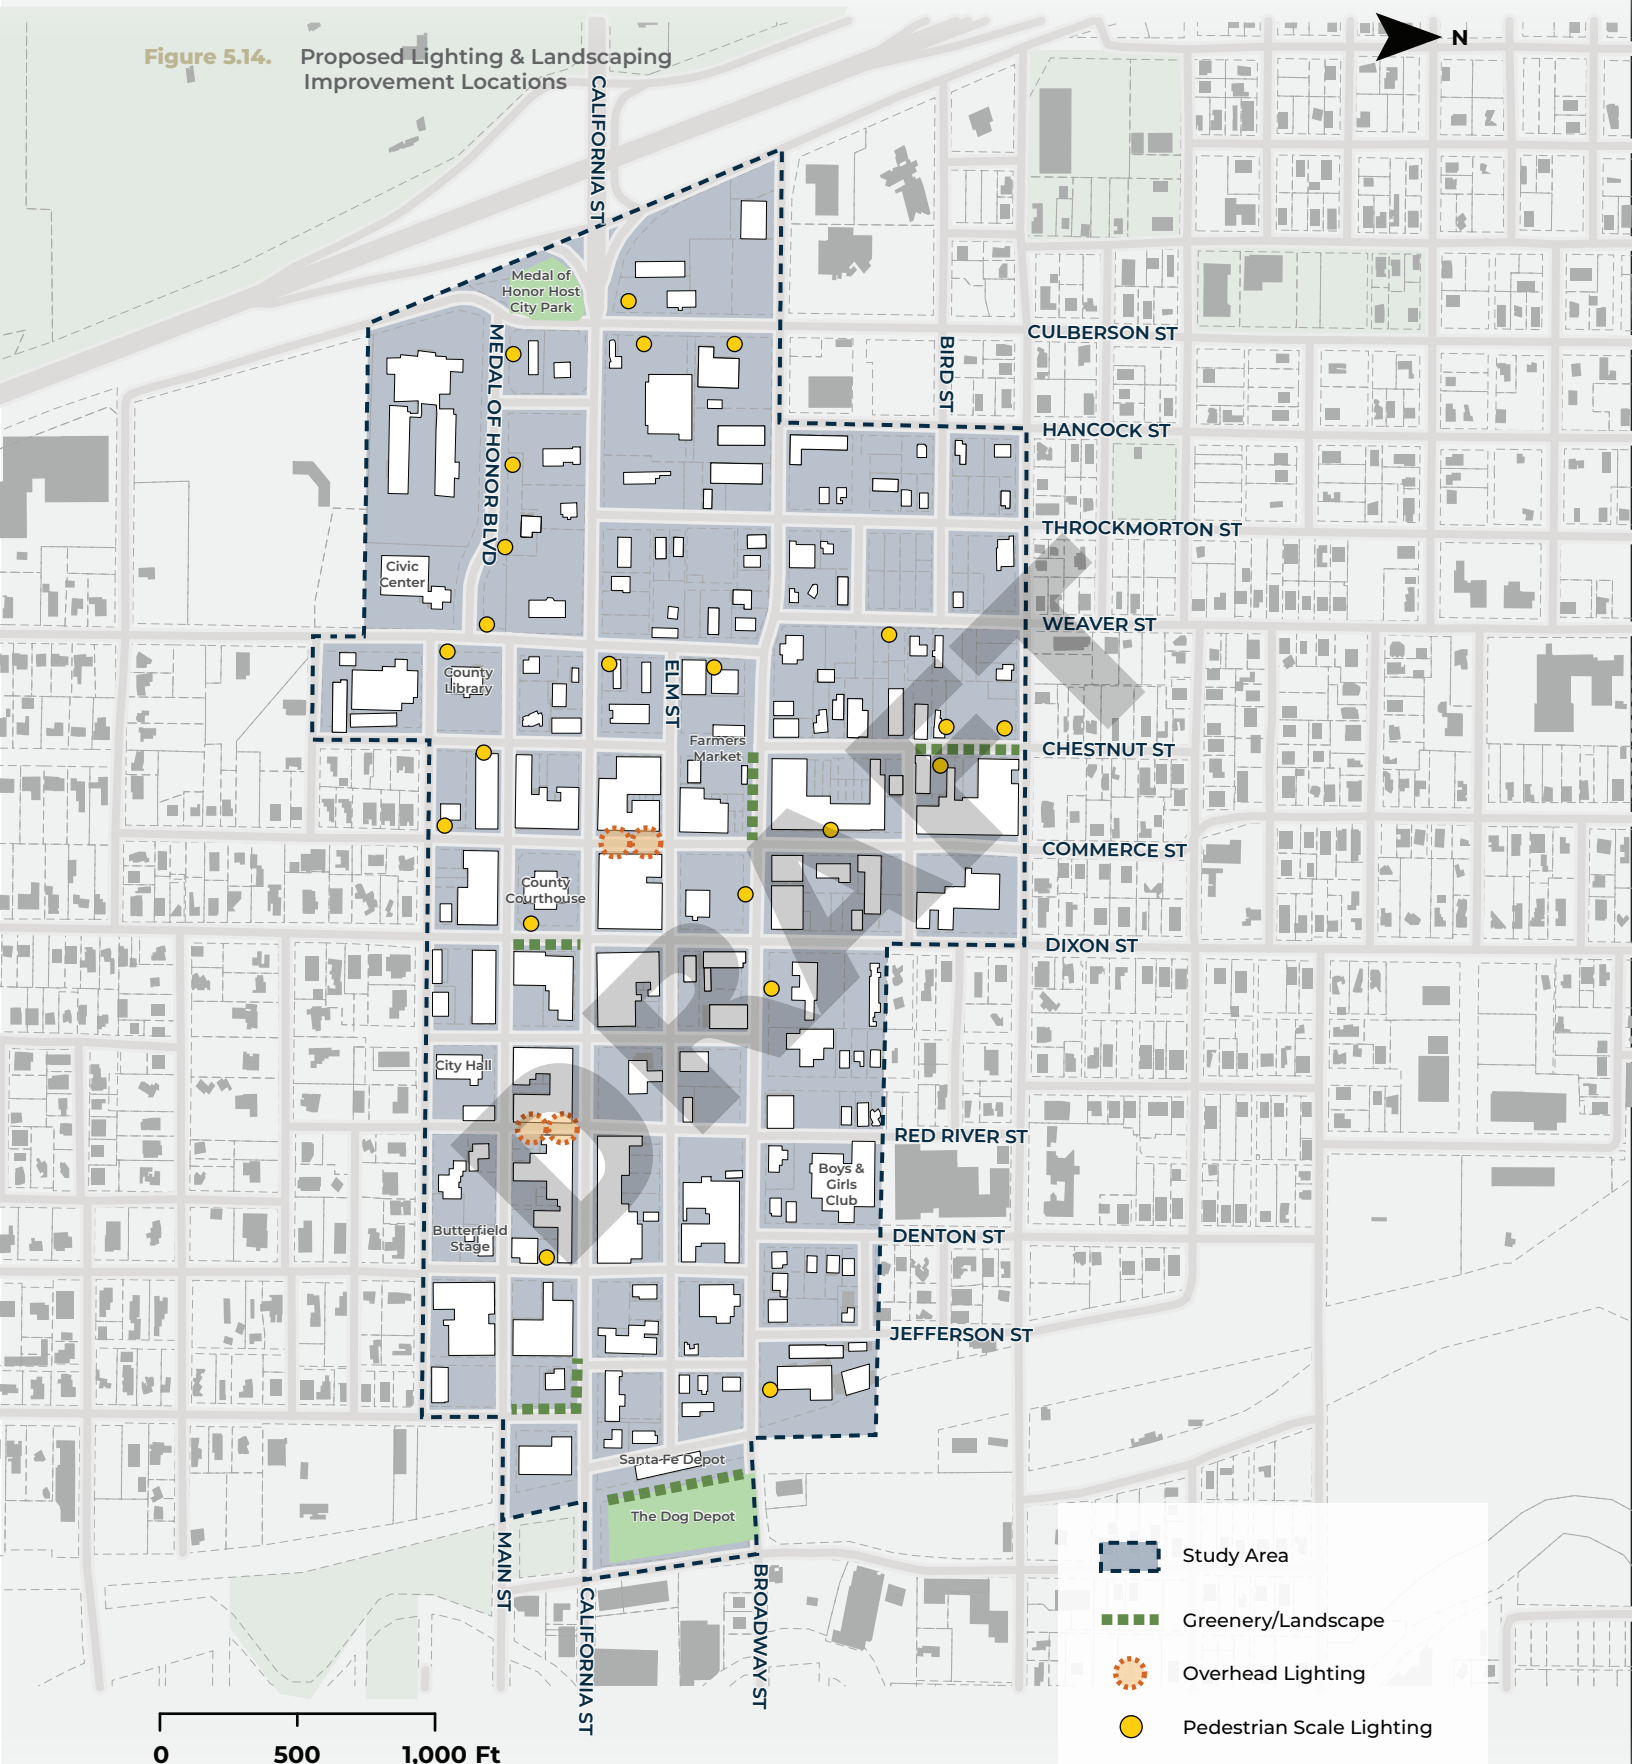 Figure 5.14. Proposed Lighting & Landscaping
Improvement Locations
N
CALIFORNIA ST
Medal of
Honor Host
City Park
MEDAL OF HONOR BLVD
BIRD ST
CULBERSON ST
HANCOCK ST
THROCKMORTON ST
Civic
Center
WEAVER ST
County
Library
ELM ST
Farmers
Market
CHESTNUT ST
COMMERCE ST
County
Courthouse
DIXON ST
DRAFT
City Hall
RED RIVER ST
Boys &
Girls
Club
Butterfield
Stage
DENTON ST
JEFFERSON ST
Santa Fe Depot
The Dog Depot
MAIN ST
CALIFORNIA ST
BROADWAY ST
Study Area
Greenery/Landscape
Overhead Lighting
Pedestrian Scale Lighting
0 500 1,000 Ft